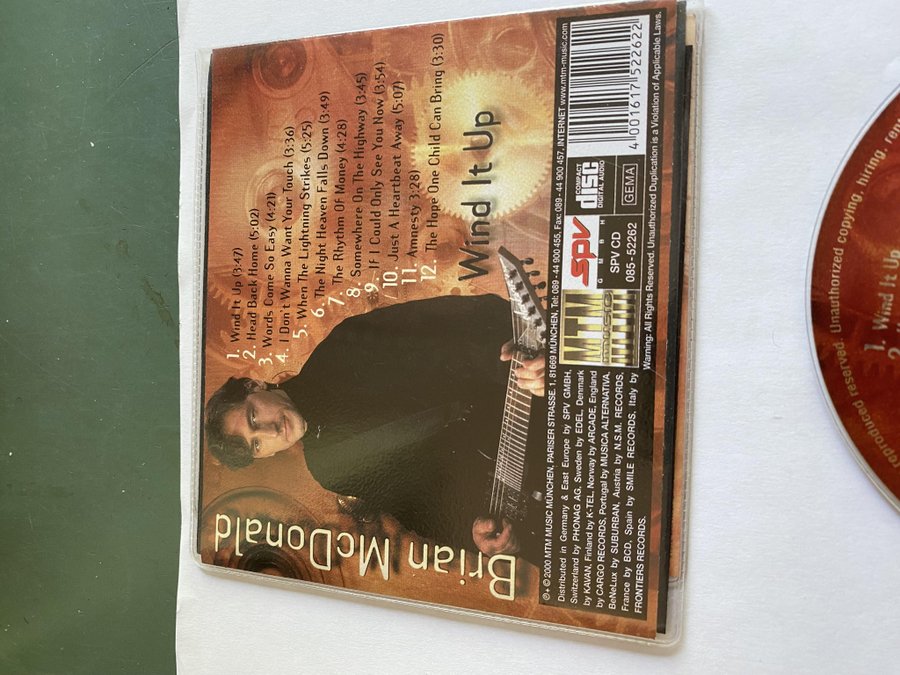 Brian McDonald
1. Wind It Up (3:47)
2. Head Back Home (5:02)
3. Words Come So Easy (4:21)
4. I Don't Wanna Want Your Touch (3:36)
5. When The Lightning Strikes (5:25)
6. The Night Heaven Falls Down (3:49)
7. The Rhythm Of Money (4:28)
8. Somewhere On The Highway (3:45)
9. If I Could Only See You Now (3:54)
10. Just A Heartbeat Away (5:07)
11. Amnesty (3:28)
12. The Hope One Child Can Bring (3:30)
Wind It Up
℗+© 2000 MTM MUSIC MÜNCHEN, PARISER STRASSE. 1, 81669 MÜNCHEN, Tel: 089 - 44 900 455, Fax: 089 - 44 900 457, INTERNET www.mtm-music.com
Distributed in Germany & East Europe by SPV GMBH,
Switzerland by PHONAG AG, Sweden by EDEL, Denmark
by KAVAN, Finland by K-TEL, Norway by ARCADE, England
by CARGO RECORDS, Portugal by MUSICA ALTERNATIVA,
BeNeLux by SUBURBAN, Austria by N.S.M. RECORDS,
France by BCD, Spain by SMILE RECORDS, Italy by
FRONTIERS RECORDS.
MTM
MUSIC
SPV
G M B H
SPV CD
085-52262
COMPACT
disc
DIGITAL AUDIO
GEMA
4 001617 522622
Warning: All Rights Reserved. Unauthorized Duplication is a Violation of Applicable Laws.
reproduced reserved. Unauthorized copying, hiring,
1. Wind It Up